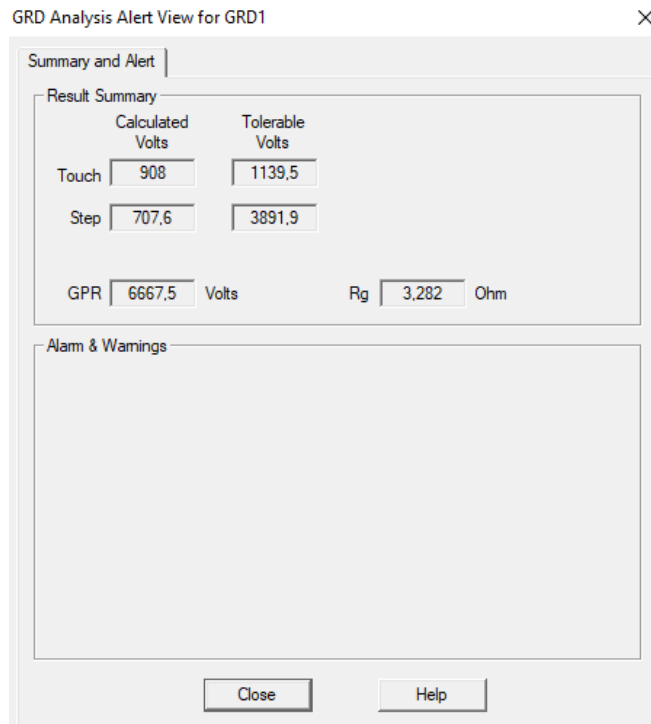 GRD Analysis Alert View for GRD1
Summary and Alert
Result Summary
Calculated Volts
Tolerable Volts
Touch 908 1139,5
Step 707,6 3891,9
GPR 6667,5 Volts Rg 3,282 Ohm
Alarm & Warnings
Close Help